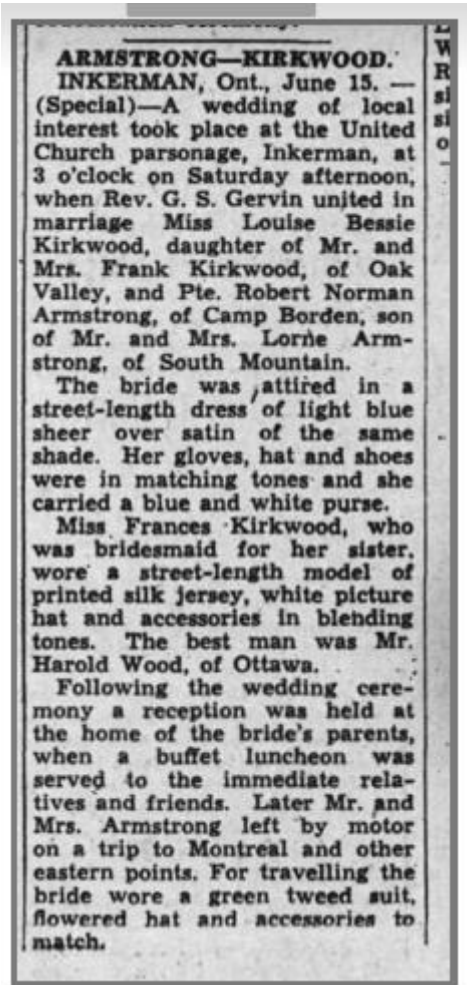 ARMSTRONG—KIRKWOOD.
INKERMAN, Ont., June 15. —
(Special)—A wedding of local
interest took place at the United
Church parsonage, Inkerman, at
3 o'clock on Saturday afternoon,
when Rev. G. S. Gervin united in
marriage Miss Louise Bessie
Kirkwood, daughter of Mr. and
Mrs. Frank Kirkwood, of Oak
Valley, and Pte. Robert Norman
Armstrong, of Camp Borden, son
of Mr. and Mrs. Lorne Arm-
strong, of South Mountain.
The bride was attired in a
street-length dress of light blue
sheer over satin of the same
shade. Her gloves, hat and shoes
were in matching tones and she
carried a blue and white purse.
Miss Frances Kirkwood, who
was bridesmaid for her sister,
wore a street-length model of
printed silk jersey, white picture
hat and accessories in blending
tones. The best man was Mr.
Harold Wood, of Ottawa.
Following the wedding cere-
mony a reception was held at
the home of the bride's parents,
when a buffet luncheon was
served to the immediate rela-
tives and friends. Later Mr. and
Mrs. Armstrong left by motor
on a trip to Montreal and other
eastern points. For travelling the
bride wore a green tweed suit,
flowered hat and accessories to
match.